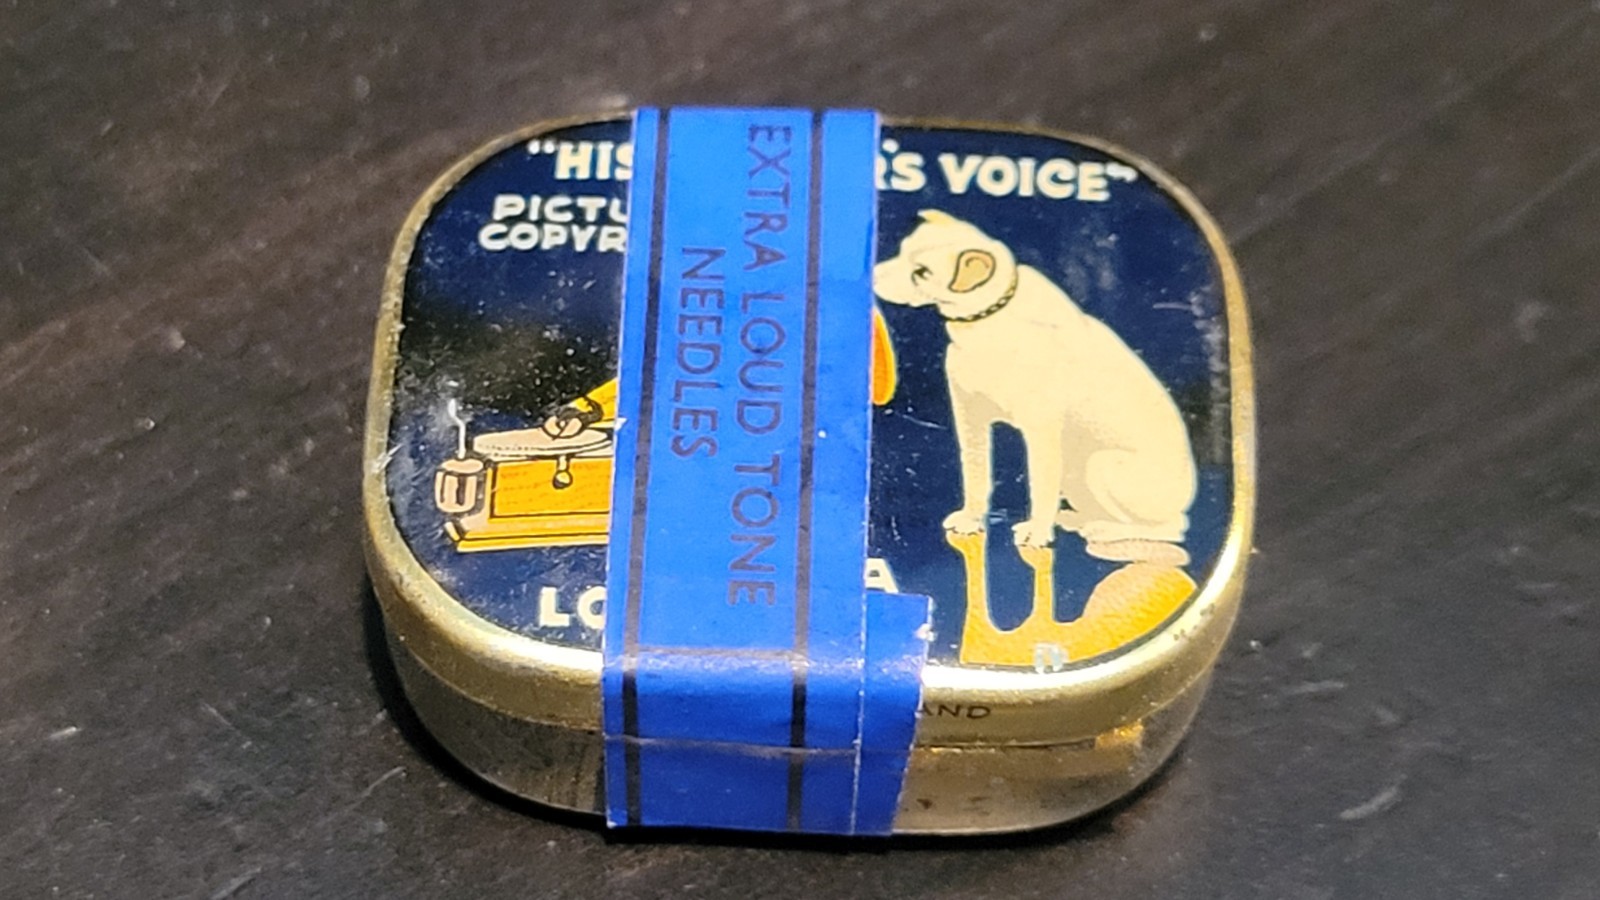 "HIS R'S VOICE"
PICTU
COPYR
EXTRA LOUD TONE
NEEDLES
LO A
AND